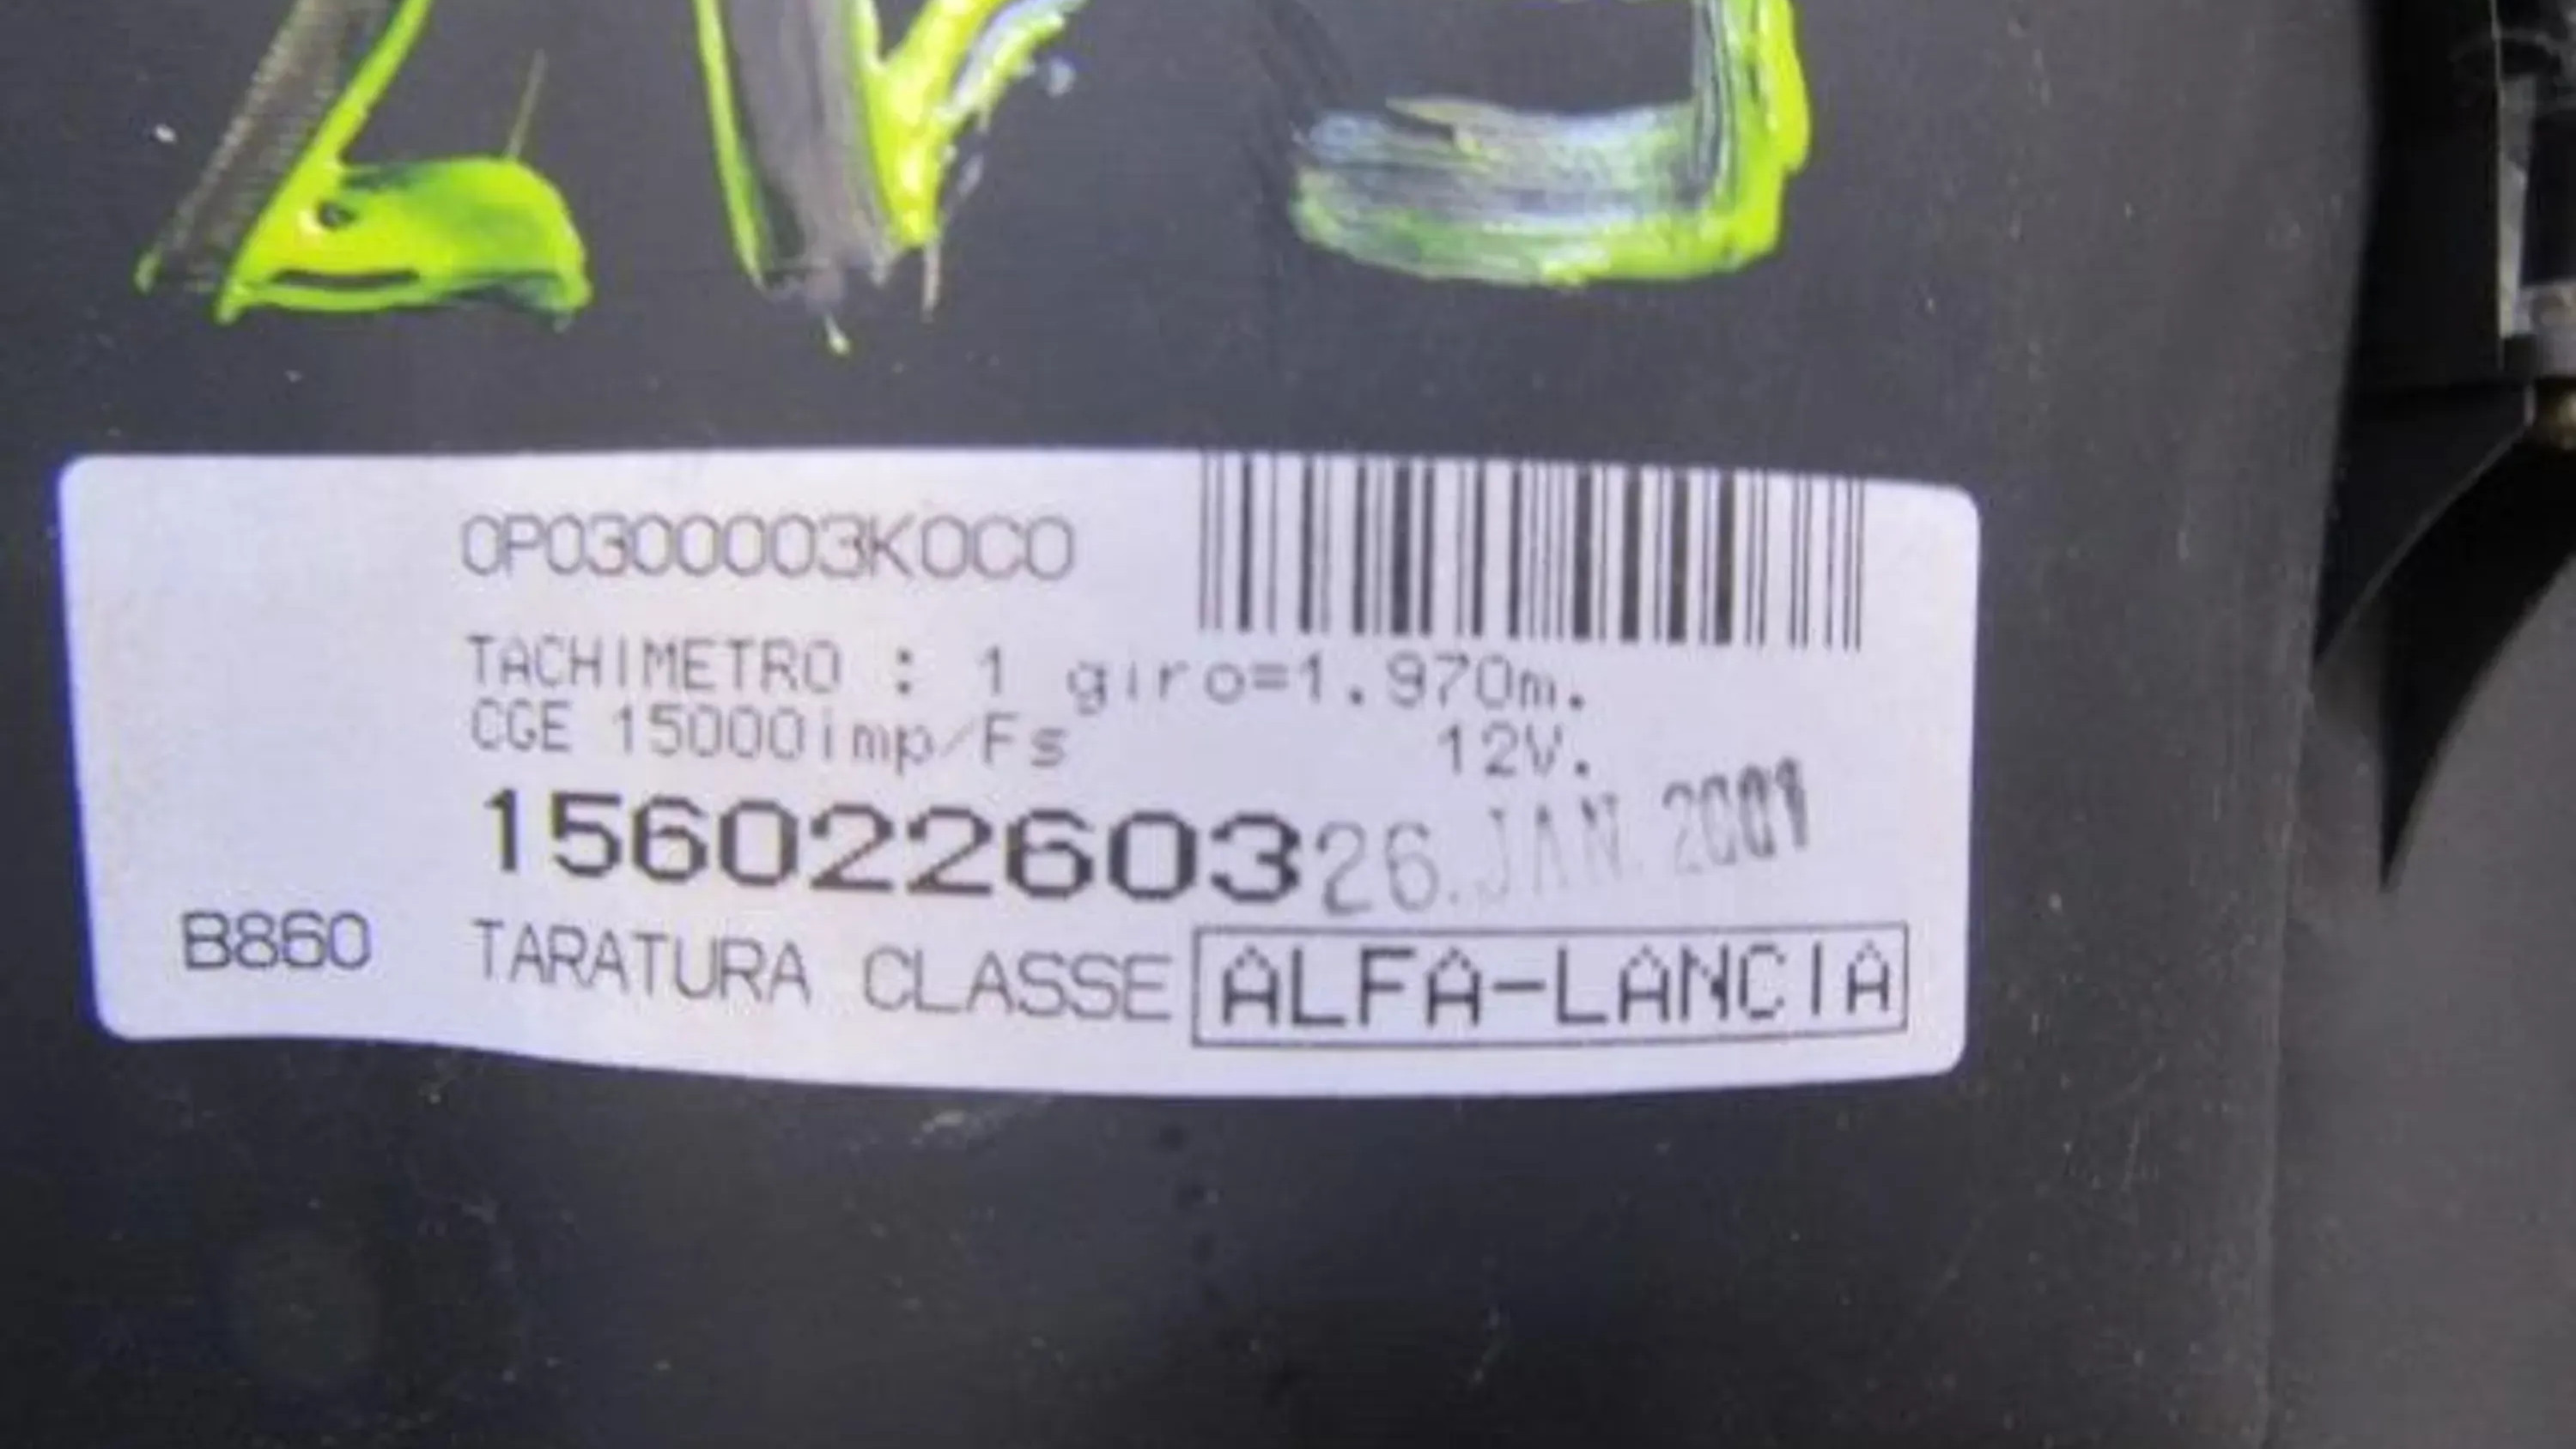 0P0300003K0C0
TACHIMETRO : 1 giro=1.970m.
CGE 15000imp/Fs 12V.
156022603 26.JAN.2001
B860 TARATURA CLASSE ALFA-LANCIA